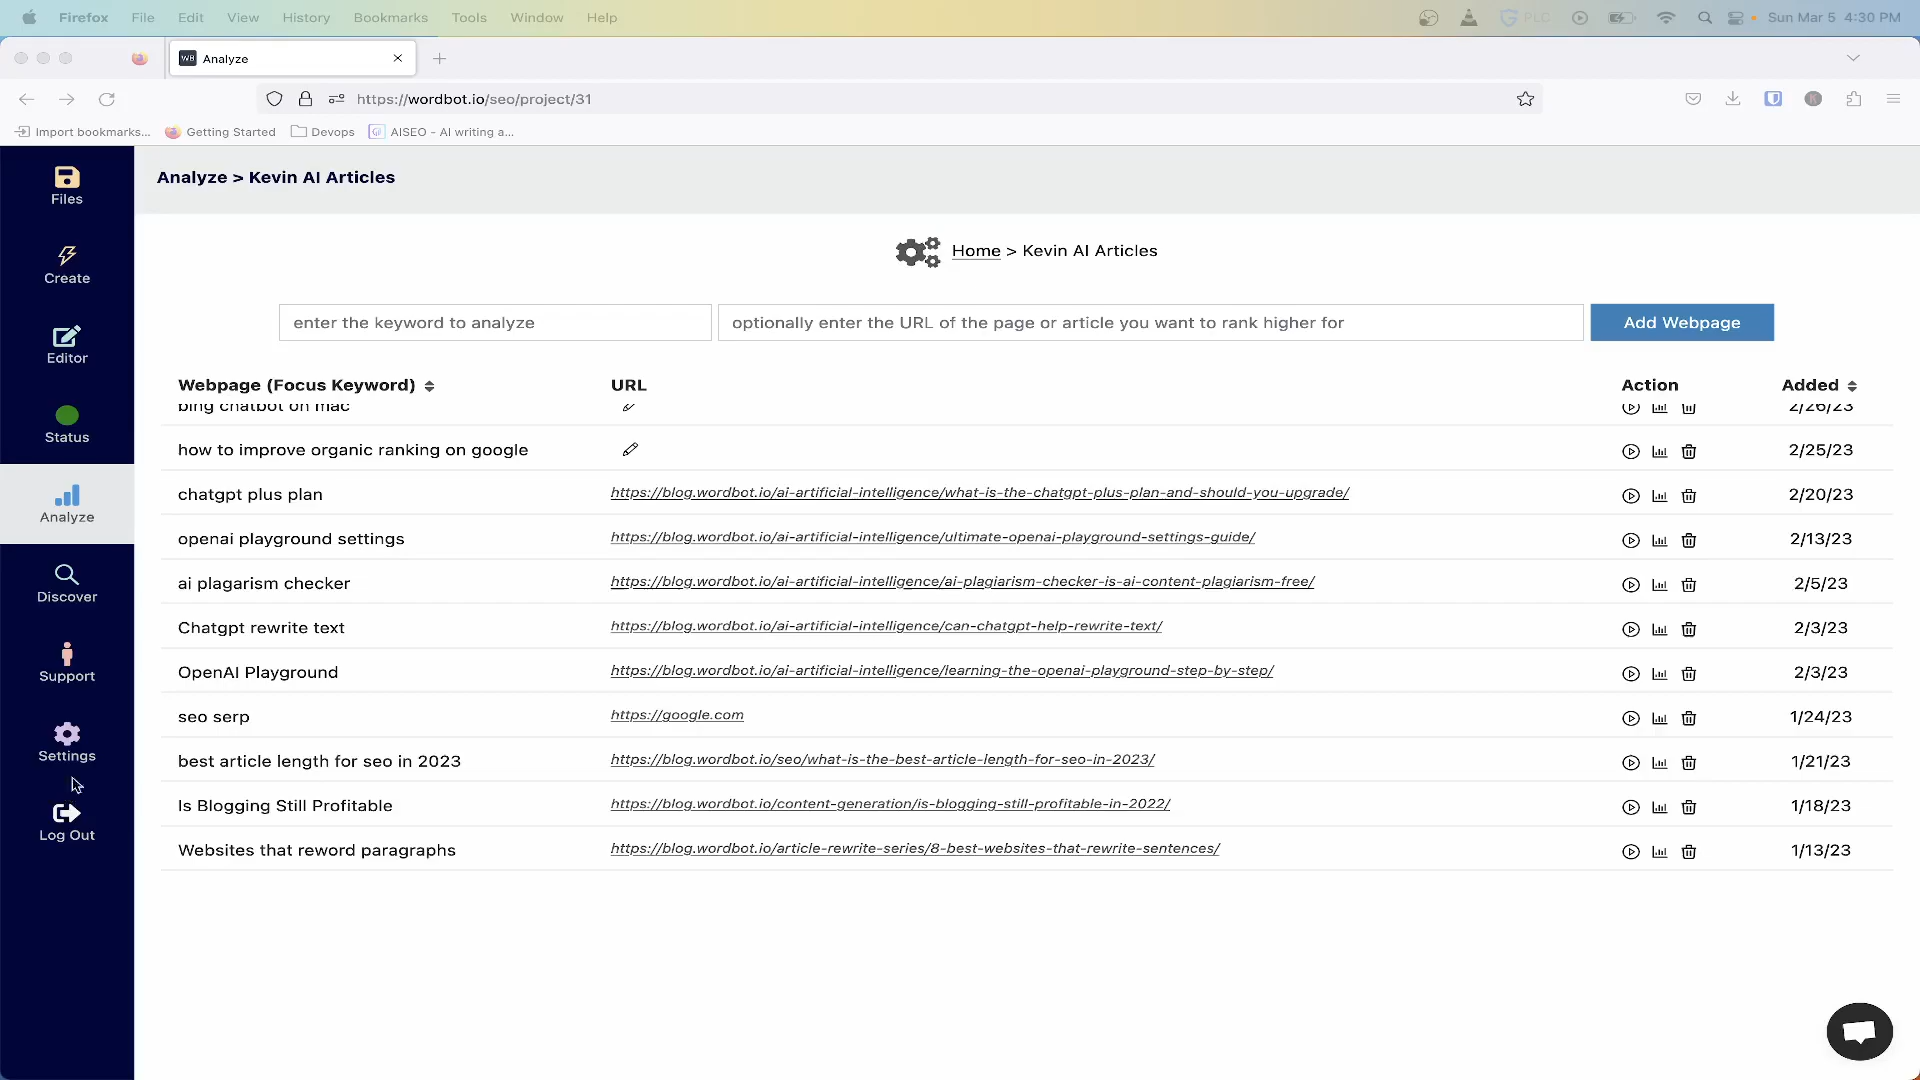 Firefox File Edit View History Bookmarks Tools Window Help PLC Sun Mar 5 4:30 PM
WB Analyze
https://wordbot.io/seo/project/31
Import bookmarks... Getting Started Devops AISEO - AI writing a...
Files
Create
Editor
Status
Analyze
Discover
Support
Settings
Log Out
Analyze > Kevin AI Articles
Home > Kevin AI Articles
enter the keyword to analyze optionally enter the URL of the page or article you want to rank higher for Add Webpage
Webpage (Focus Keyword) URL Action Added
bing chatbot on mac 2/26/23
how to improve organic ranking on google 2/25/23
chatgpt plus plan https://blog.wordbot.io/ai-artificial-intelligence/what-is-the-chatgpt-plus-plan-and-should-you-upgrade/ 2/20/23
openai playground settings https://blog.wordbot.io/ai-artificial-intelligence/ultimate-openai-playground-settings-guide/ 2/13/23
ai plagarism checker https://blog.wordbot.io/ai-artificial-intelligence/ai-plagiarism-checker-is-ai-content-plagiarism-free/ 2/5/23
Chatgpt rewrite text https://blog.wordbot.io/ai-artificial-intelligence/can-chatgpt-help-rewrite-text/ 2/3/23
OpenAI Playground https://blog.wordbot.io/ai-artificial-intelligence/learning-the-openai-playground-step-by-step/ 2/3/23
seo serp https://google.com 1/24/23
best article length for seo in 2023 https://blog.wordbot.io/seo/what-is-the-best-article-length-for-seo-in-2023/ 1/21/23
Is Blogging Still Profitable https://blog.wordbot.io/content-generation/is-blogging-still-profitable-in-2022/ 1/18/23
Websites that reword paragraphs https://blog.wordbot.io/article-rewrite-series/8-best-websites-that-rewrite-sentences/ 1/13/23